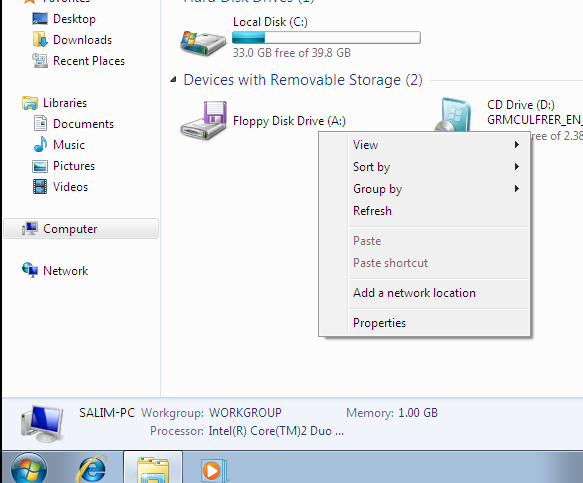 Favorites
Desktop
Downloads
Recent Places
Libraries
Documents
Music
Pictures
Videos
Computer
Network
Hard Disk Drives (1)
Local Disk (C:)
33.0 GB free of 39.8 GB
Devices with Removable Storage (2)
Floppy Disk Drive (A:)
CD Drive (D:)
GRMCULFRER_EN_
free of 2.38
View
Sort by
Group by
Refresh
Paste
Paste shortcut
Add a network location
Properties
SALIM-PC Workgroup: WORKGROUP Memory: 1.00 GB
Processor: Intel(R) Core(TM)2 Duo ...